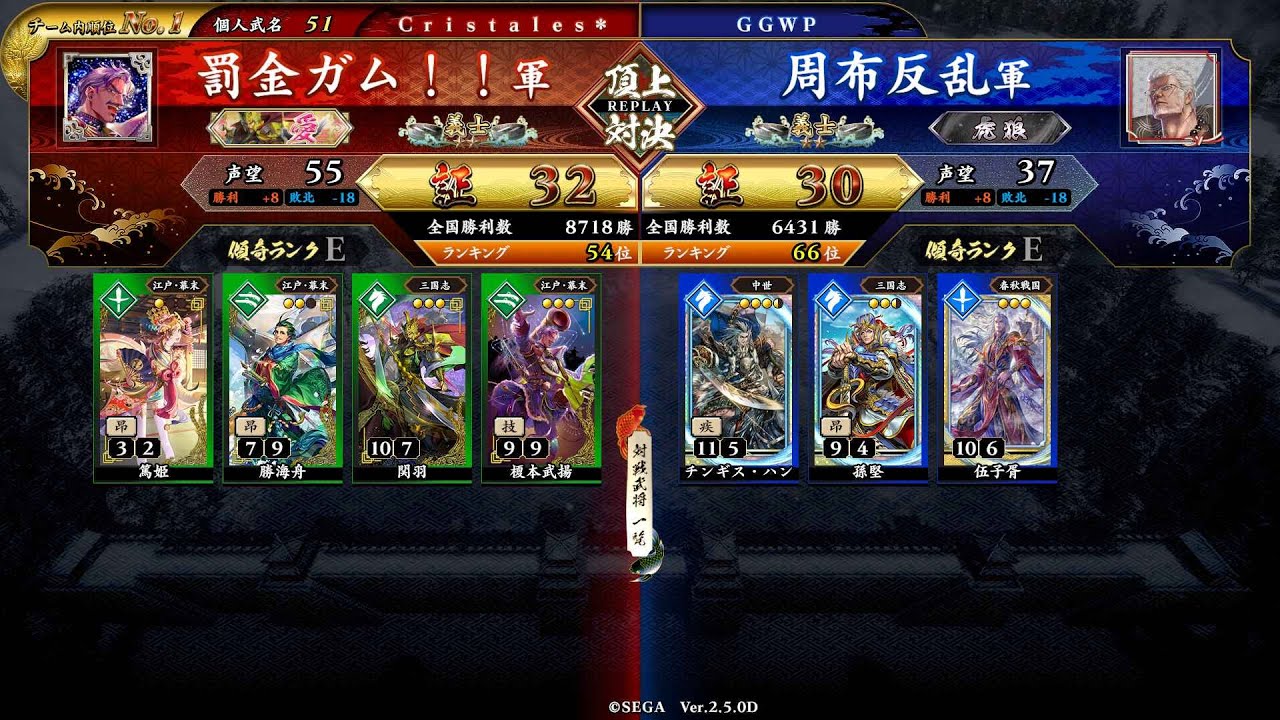 チーム内順位 No.1
個人武名 51
Cristales*
GGWP
罰金ガム！！軍
頂上
REPLAY
対決
周布反乱軍
愛
義士
義士
声望 55
勝利 +8 敗北 -18
証 32
証 30
声望 37
勝利 +8 敗北 -18
全国勝利数 8718勝
全国勝利数 6431勝
傾奇ランク E
ランキング 54位
ランキング 66位
傾奇ランク E
江戸・幕末
江戸・幕末
三国志
江戸・幕末
中世
三国志
春秋戦国
昂
昂
技
疾
昂
3 2
7 9
10 7
9 9
11 5
9 4
10 6
篤姫
勝海舟
関羽
榎本武揚
チンギス・ハン
孫堅
伍子胥
対戦武将一覧
©SEGA Ver.2.5.0D